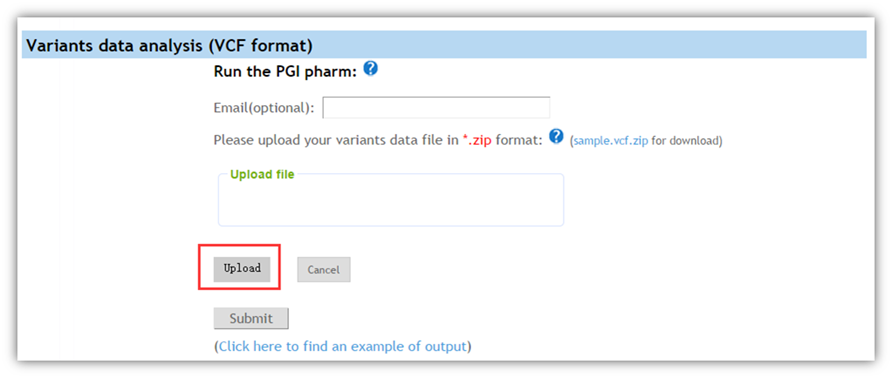 Variants data analysis (VCF format)
Run the PGI pharm: ?
Email(optional):
Please upload your variants data file in *.zip format: ? (sample.vcf.zip for download)
Upload file
Upload Cancel
Submit
(Click here to find an example of output)